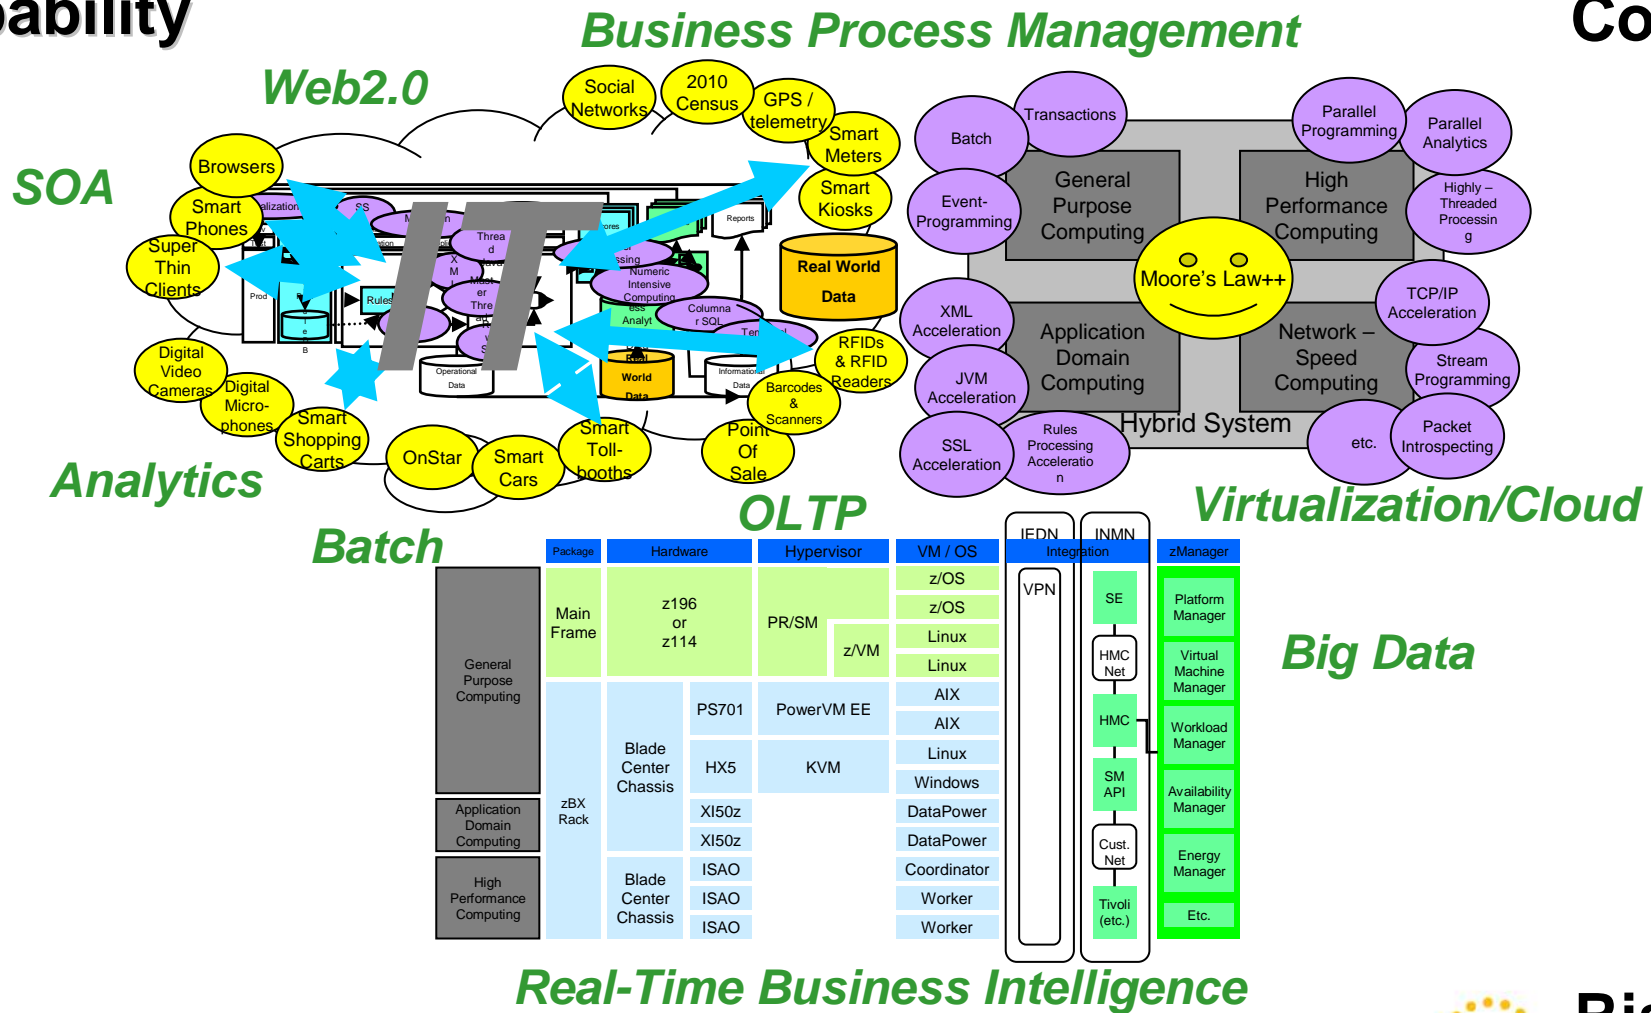 Business Process Management
Web2.0
SOA
Social
Networks
2010
Census
GPS /
telemetry
Smart
Meters
Smart
Kiosks
Browsers
Smart
Phones
Super
Thin
Clients
Digital
Video
Cameras
Digital
Micro-
phones
Smart
Shopping
Carts
OnStar
Smart
Cars
Smart
Toll-
booths
Point
Of
Sale
Barcodes
&
Scanners
RFIDs
& RFID
Readers
Real World
Data
IT
Reports
Prod
Rules
Numeric
Intensive
Computing
Operational
Data
Real
World
Data
Informational
Data
Transactions
Batch
Event-
Programming
Parallel
Programming
Parallel
Analytics
Highly –
Threaded
Processin
g
General
Purpose
Computing
High
Performance
Computing
Moore's Law++
Application
Domain
Computing
Network –
Speed
Computing
Hybrid System
XML
Acceleration
JVM
Acceleration
SSL
Acceleration
Rules
Processing
Acceleratio
n
TCP/IP
Acceleration
Stream
Programming
Packet
Introspecting
etc.
Analytics
Batch
OLTP
Virtualization/Cloud
Big Data
IEDN
INMN
Package
Hardware
Hypervisor
VM / OS
Integration
zManager
General
Purpose
Computing
Application
Domain
Computing
High
Performance
Computing
Main
Frame
zBX
Rack
z196
or
z114
Blade
Center
Chassis
Blade
Center
Chassis
PS701
HX5
XI50z
XI50z
ISAO
ISAO
ISAO
PR/SM
z/VM
PowerVM EE
KVM
z/OS
z/OS
Linux
Linux
AIX
AIX
Linux
Windows
DataPower
DataPower
Coordinator
Worker
Worker
VPN
SE
HMC
Net
HMC
SM
API
Cust.
Net
Tivoli
(etc.)
Platform
Manager
Virtual
Machine
Manager
Workload
Manager
Availability
Manager
Energy
Manager
Etc.
Real-Time Business Intelligence